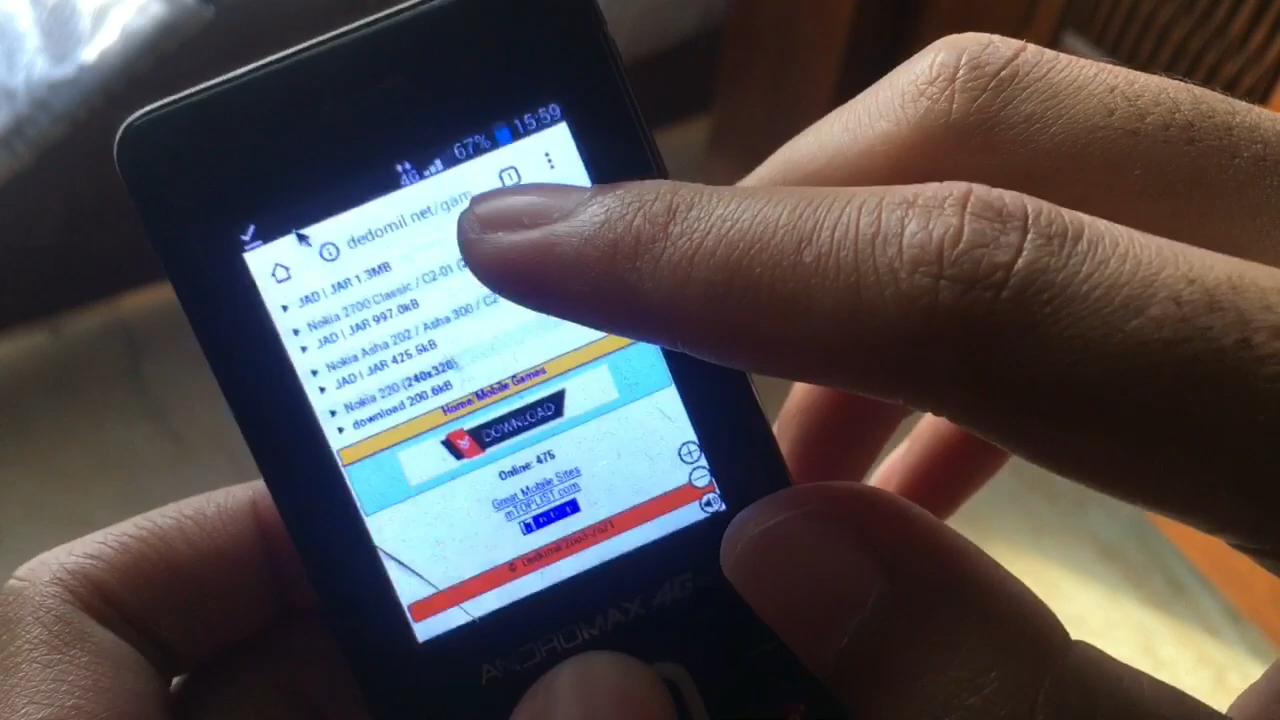 4G 67% 15:59
1
dedomil.net/gam
JAD | JAR 1.3MB
Nokia 2700 Classic / C2-01 (
JAD | JAR 997.0kB
Nokia Asha 202 / Asha 300 / C2
JAD | JAR 425.5kB
Nokia 220 (240x320)
download 200.6kB
Home Mobile Games
DOWNLOAD
Online: 475
Great Mobile Sites
mTOPLIST.com
ANDROMAX 4G